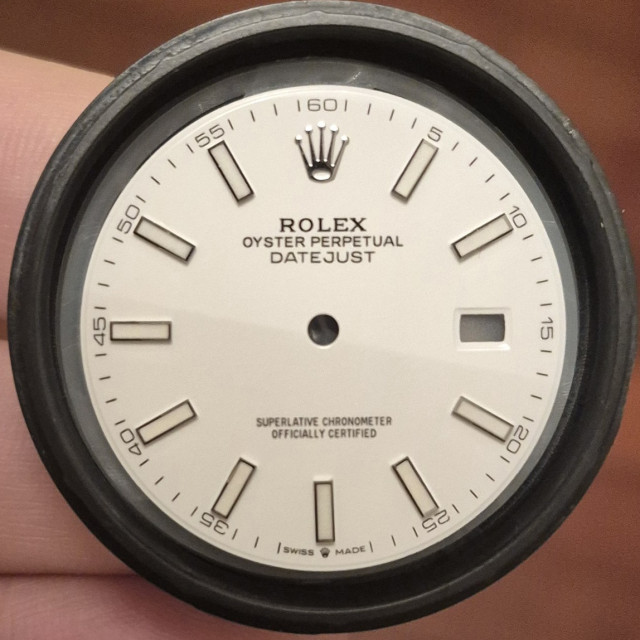 60
5
10
15
20
25
35
40
45
50
55
ROLEX
OYSTER PERPETUAL
DATEJUST
SUPERLATIVE CHRONOMETER
OFFICIALLY CERTIFIED
SWISS MADE